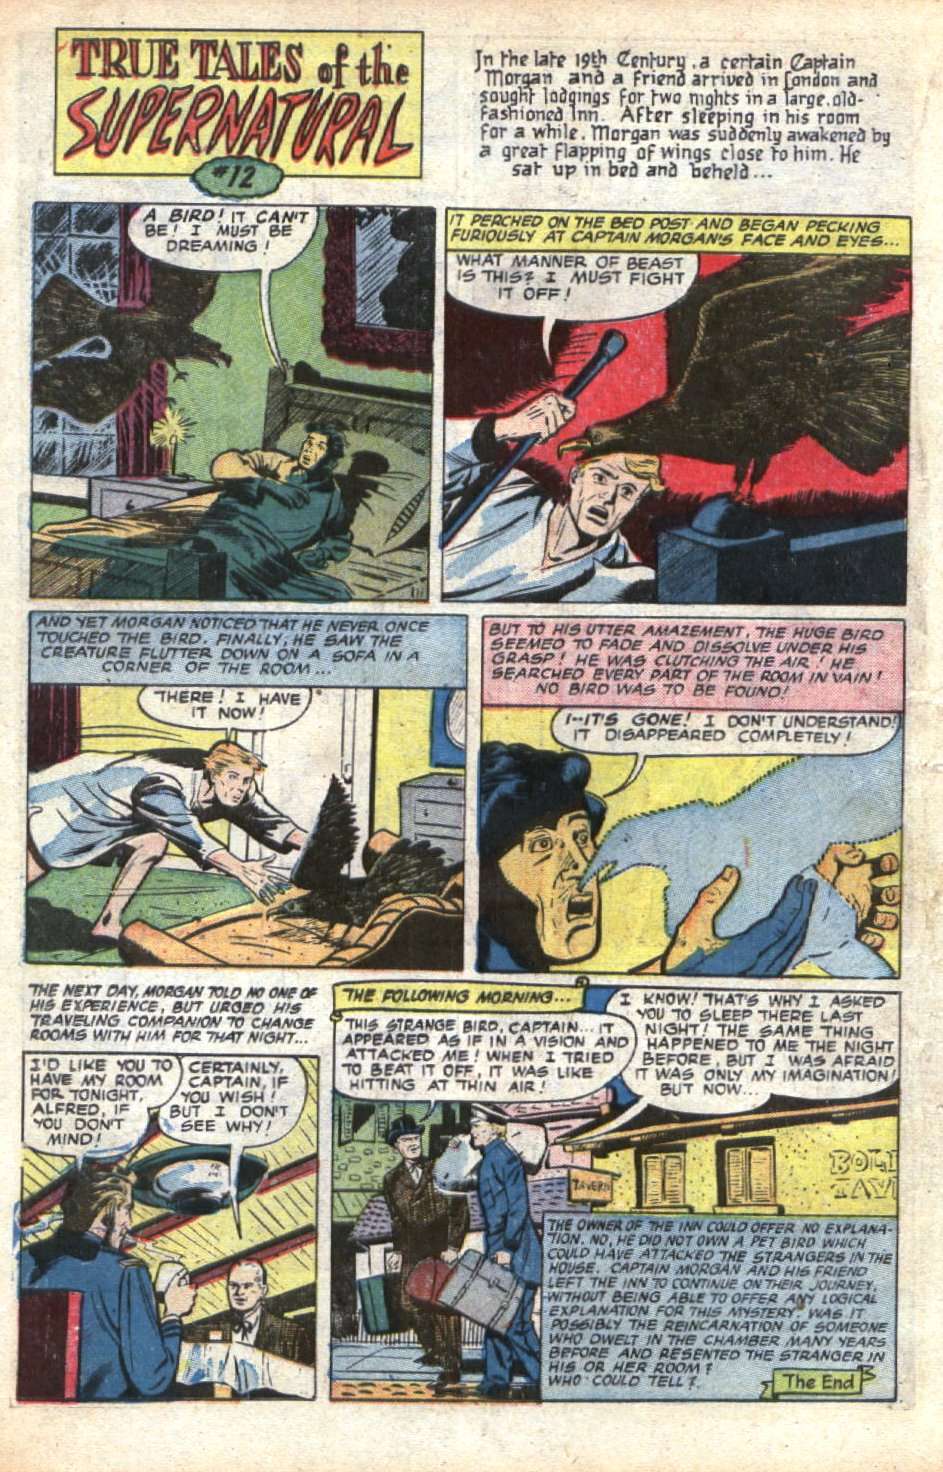 TRUE TALES of the
SUPERNATURAL
#12
In the late 19th Century, a certain Captain
Morgan and a friend arrived in London and
sought lodgings for two nights in a large, old-
fashioned Inn. After sleeping in his room
for a while, Morgan was suddenly awakened by
a great flapping of wings close to him. He
sat up in bed and beheld...
A BIRD! IT CAN'T
BE! I MUST BE
DREAMING!
IT PERCHED ON THE BED POST AND BEGAN PECKING
FURIOUSLY AT CAPTAIN MORGAN'S FACE AND EYES...
WHAT MANNER OF BEAST
IS THIS? I MUST FIGHT
IT OFF!
AND YET MORGAN NOTICED THAT HE NEVER ONCE
TOUCHED THE BIRD. FINALLY, HE SAW THE
CREATURE FLUTTER DOWN ON A SOFA IN A
CORNER OF THE ROOM...
THERE! I HAVE
IT NOW!
BUT TO HIS UTTER AMAZEMENT, THE HUGE BIRD
SEEMED TO FADE AND DISSOLVE UNDER HIS
GRASP! HE WAS CLUTCHING THE AIR! HE
SEARCHED EVERY PART OF THE ROOM IN VAIN!
NO BIRD WAS TO BE FOUND!
I--IT'S GONE! I DON'T UNDERSTAND!
IT DISAPPEARED COMPLETELY!
THE NEXT DAY, MORGAN TOLD NO ONE OF
HIS EXPERIENCE, BUT URGED HIS
TRAVELING COMPANION TO CHANGE
ROOMS WITH HIM FOR THAT NIGHT...
I'D LIKE YOU TO
HAVE MY ROOM
FOR TONIGHT,
ALFRED, IF
YOU DON'T
MIND!
CERTAINLY,
CAPTAIN, IF
YOU WISH!
BUT I DON'T
SEE WHY!
THE FOLLOWING MORNING...
THIS STRANGE BIRD, CAPTAIN... IT
APPEARED AS IF IN A VISION AND
ATTACKED ME! WHEN I TRIED
TO BEAT IT OFF, IT WAS LIKE
HITTING AT THIN AIR!
I KNOW! THAT'S WHY I ASKED
YOU TO SLEEP THERE LAST
NIGHT! THE SAME THING
HAPPENED TO ME THE NIGHT
BEFORE, BUT I WAS AFRAID
IT WAS ONLY MY IMAGINATION!
BUT NOW...
TAVERN
BOL
TAV
THE OWNER OF THE INN COULD OFFER NO EXPLANA-
TION. NO, HE DID NOT OWN A PET BIRD WHICH
COULD HAVE ATTACKED THE STRANGERS IN THE
HOUSE. CAPTAIN MORGAN AND HIS FRIEND
LEFT THE INN TO CONTINUE ON THEIR JOURNEY,
WITHOUT BEING ABLE TO OFFER ANY LOGICAL
EXPLANATION FOR THIS MYSTERY. WAS IT
POSSIBLY THE REINCARNATION OF SOMEONE
WHO DWELT IN THE CHAMBER MANY YEARS
BEFORE AND RESENTED THE STRANGER IN
HIS OR HER ROOM?
WHO COULD TELL?
The End